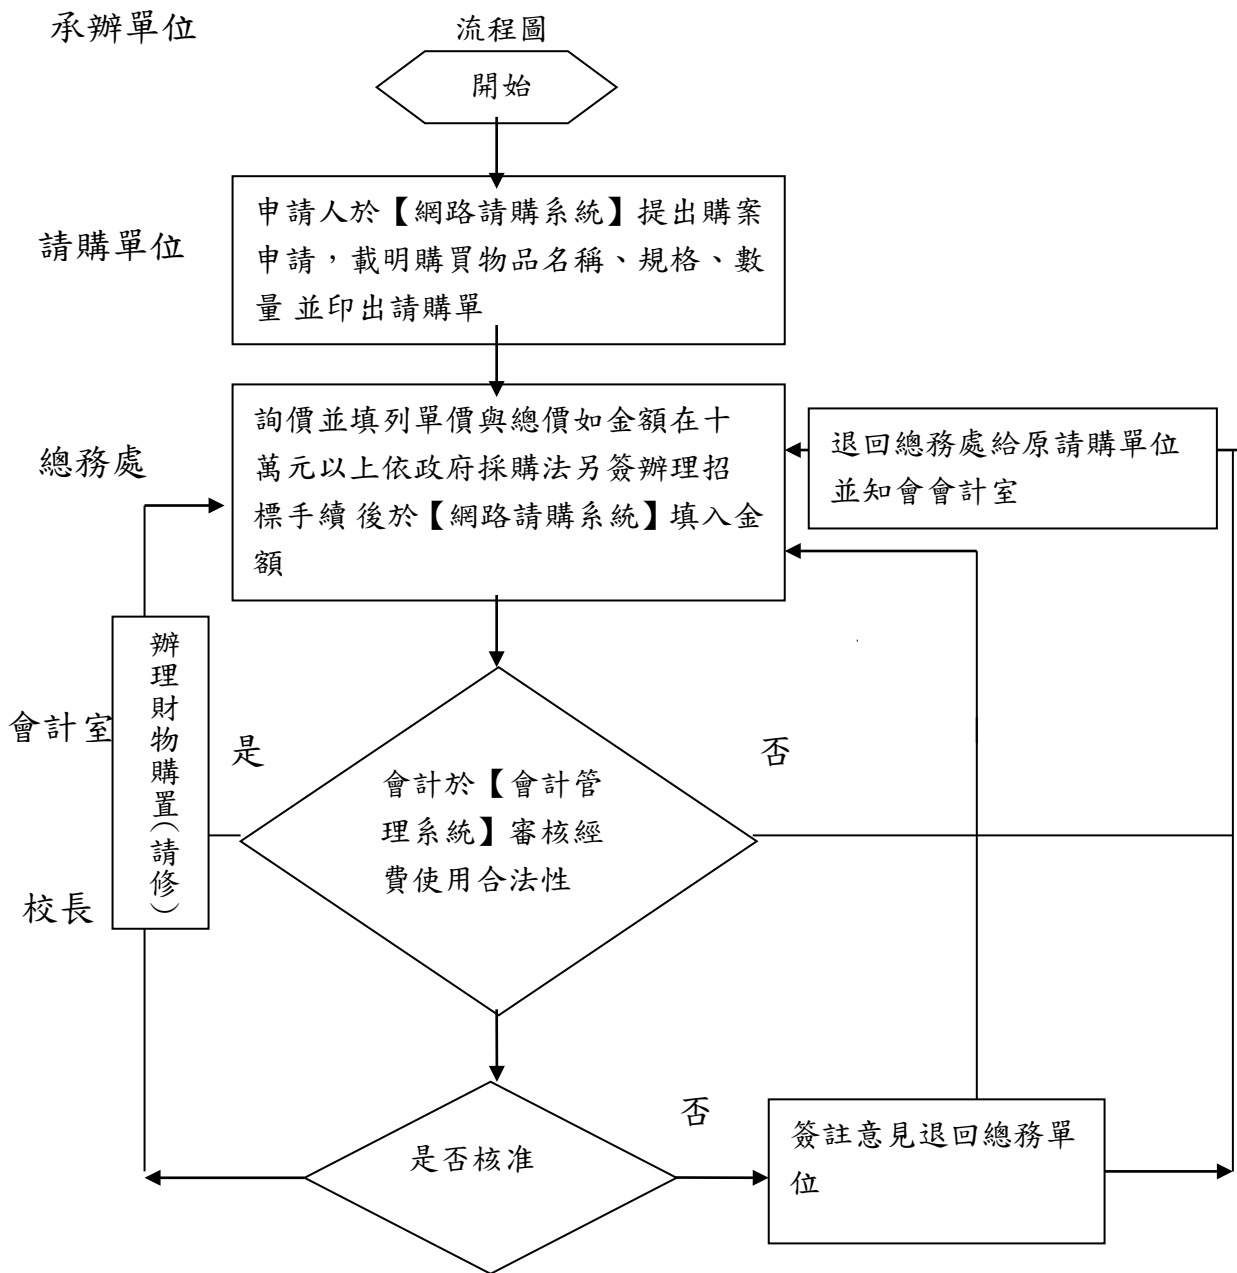 承辦單位
流程圖
開始
請購單位
申請人於【網路請購系統】提出購案
申請,載明購買物品名稱、規格、數
量 並印出請購單
總務處
詢價並填列單價與總價如金額在十
萬元以上依政府採購法另簽辦理招
標手續 後於【網路請購系統】填入金
額
退回總務處給原請購單位
並知會會計室
會計室
辦理財物購置(請修)
是
會計於【會計管
理系統】審核經
費使用合法性
否
校長
是否核准
否
簽註意見退回總務單
位